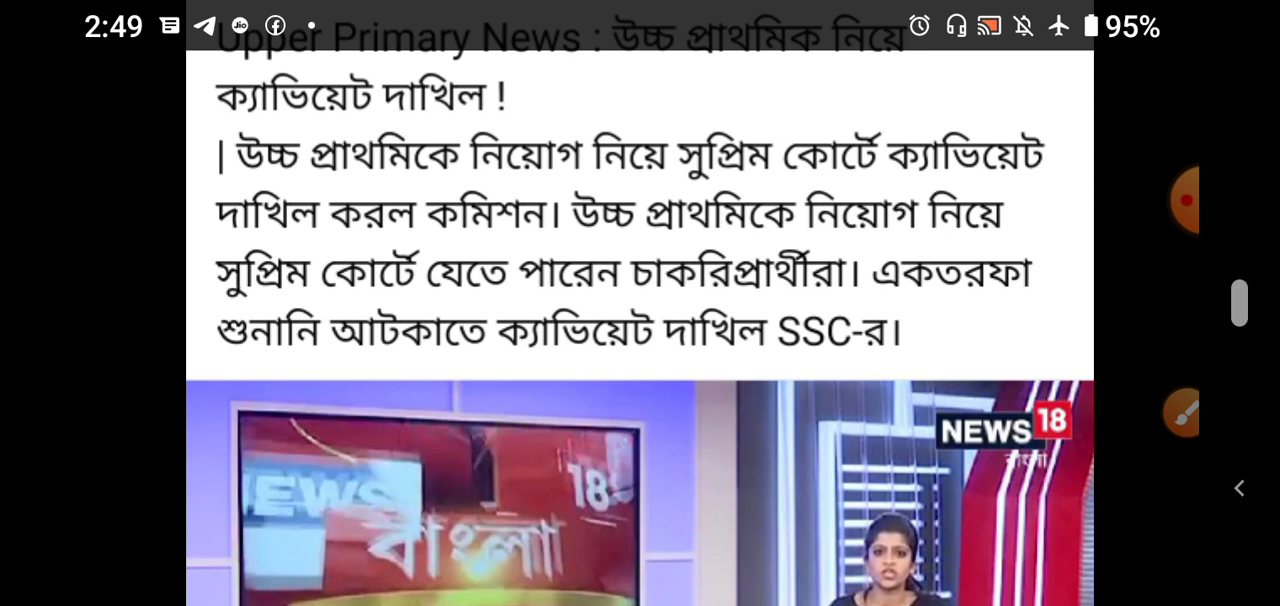 2:49
95%
Upper Primary News : উচ্চ প্রাথমিক নিয়ে
ক্যাভিয়েট দাখিল !
| উচ্চ প্রাথমিকে নিয়োগ নিয়ে সুপ্রিম কোর্টে ক্যাভিয়েট
দাখিল করল কমিশন। উচ্চ প্রাথমিকে নিয়োগ নিয়ে
সুপ্রিম কোর্টে যেতে পারেন চাকরিপ্রার্থীরা। একতরফা
শুনানি আটকাতে ক্যাভিয়েট দাখিল SSC-র।
NEWS 18
বাংলা
EWS
18
বাংলা